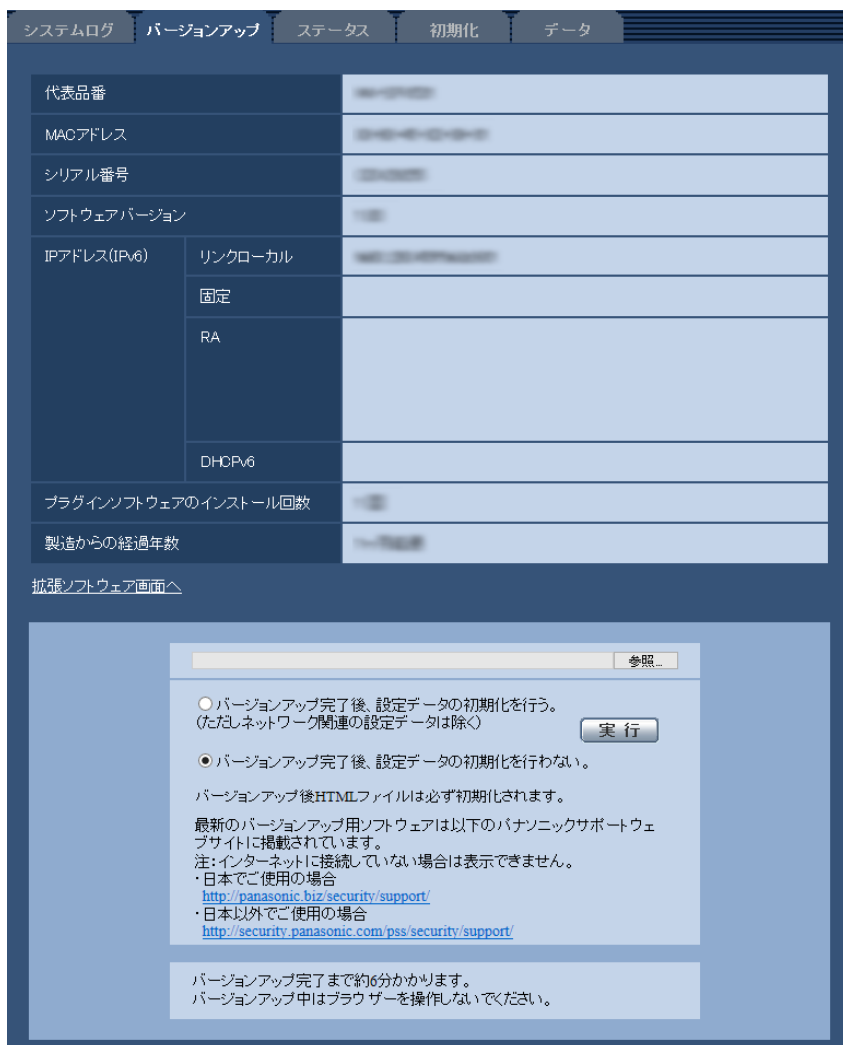 システムログ バージョンアップ ステータス 初期化 データ
代表品番
MACアドレス
シリアル番号
ソフトウェアバージョン
IPアドレス(IPv6) リンクローカル
固定
RA
DHCPv6
プラグインソフトウェアのインストール回数
製造からの経過年数
拡張ソフトウェア画面へ
参照...
バージョンアップ完了後、設定データの初期化を行う。
(ただしネットワーク関連の設定データは除く)
実行
バージョンアップ完了後、設定データの初期化を行わない。
バージョンアップ後HTMLファイルは必ず初期化されます。
最新のバージョンアップ用ソフトウェアは以下のパナソニックサポートウェ
ブサイトに掲載されています。
注:インターネットに接続していない場合は表示できません。
・日本でご使用の場合
http://panasonic.biz/security/support/
・日本以外でご使用の場合
http://security.panasonic.com/pss/security/support/
バージョンアップ完了まで約6分かかります。
バージョンアップ中はブラウザーを操作しないでください。